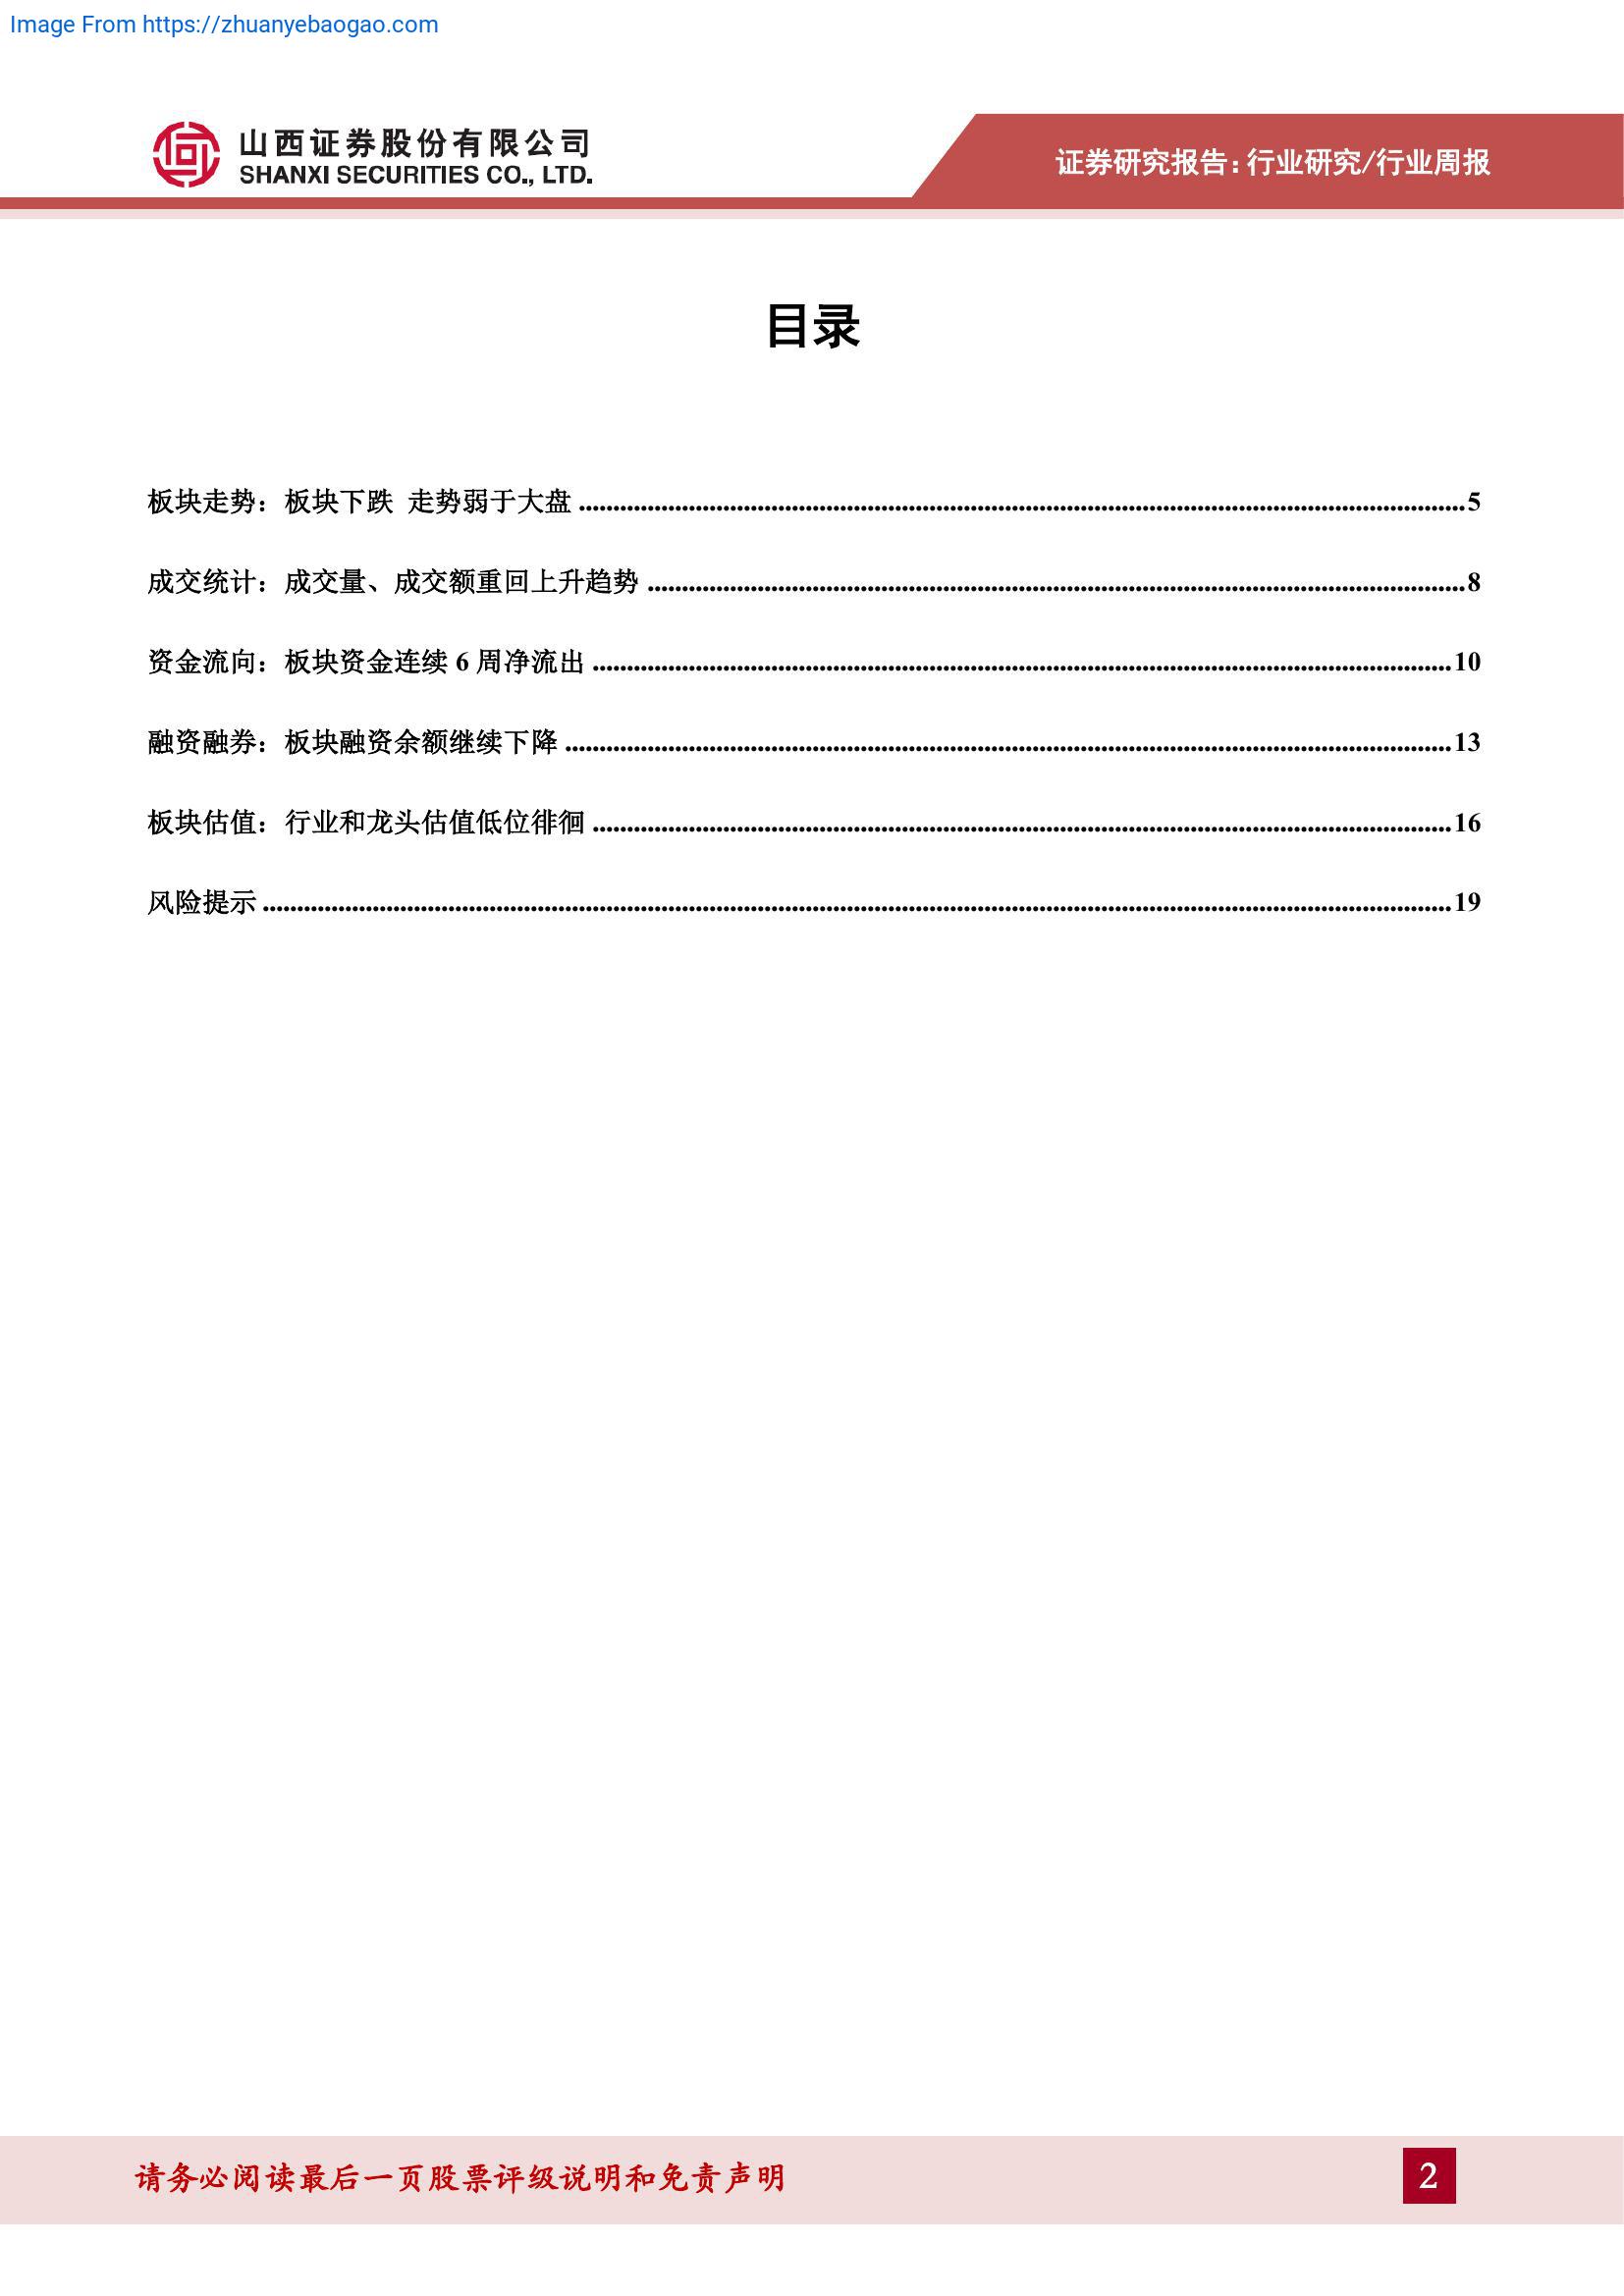 Image From https://zhuanyebaogao.com
山西证券股份有限公司
SHANXI SECURITIES CO., LTD.
证券研究报告:行业研究/行业周报
目录
板块走势：板块下跌 走势弱于大盘 ........ 5
成交统计：成交量、成交额重回上升趋势 ........ 8
资金流向：板块资金连续 6 周净流出 ........ 10
融资融券：板块融资余额继续下降 ........ 13
板块估值：行业和龙头估值低位徘徊 ........ 16
风险提示 ........ 19
请务必阅读最后一页股票评级说明和免责声明
2